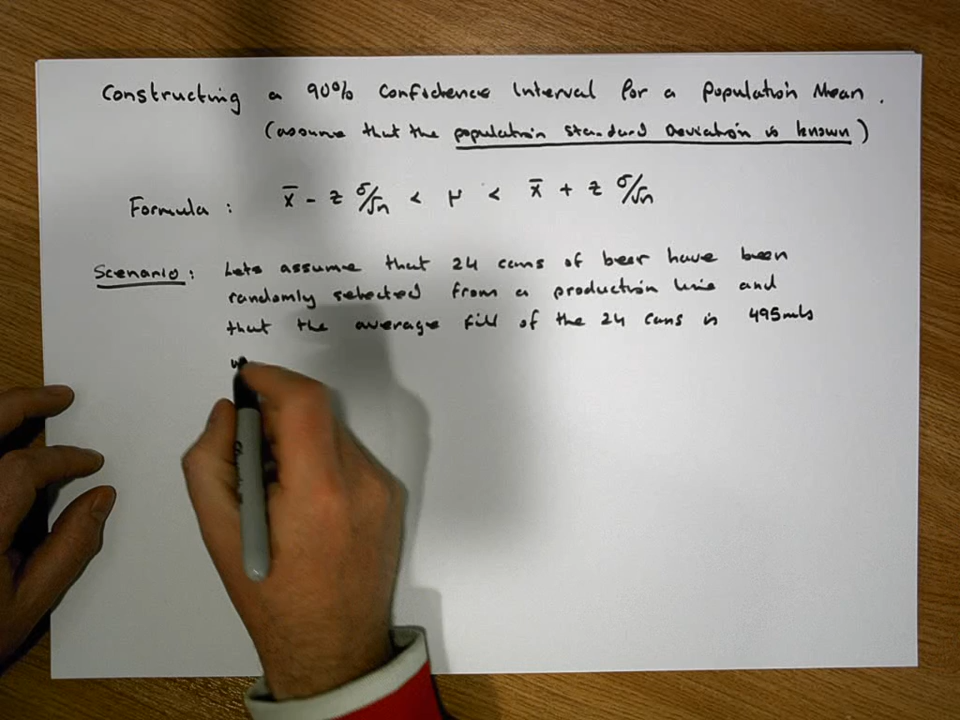 Constructing a 90% Confidence Interval for a Population Mean.
(assume that the population standard deviation is known)
Formula: x̄ - z σ/√n < μ < x̄ + z σ/√n
Scenario: Lets assume that 24 cans of beer have been
randomly selected from a production line and
that the average fill of the 24 cans is 495mls